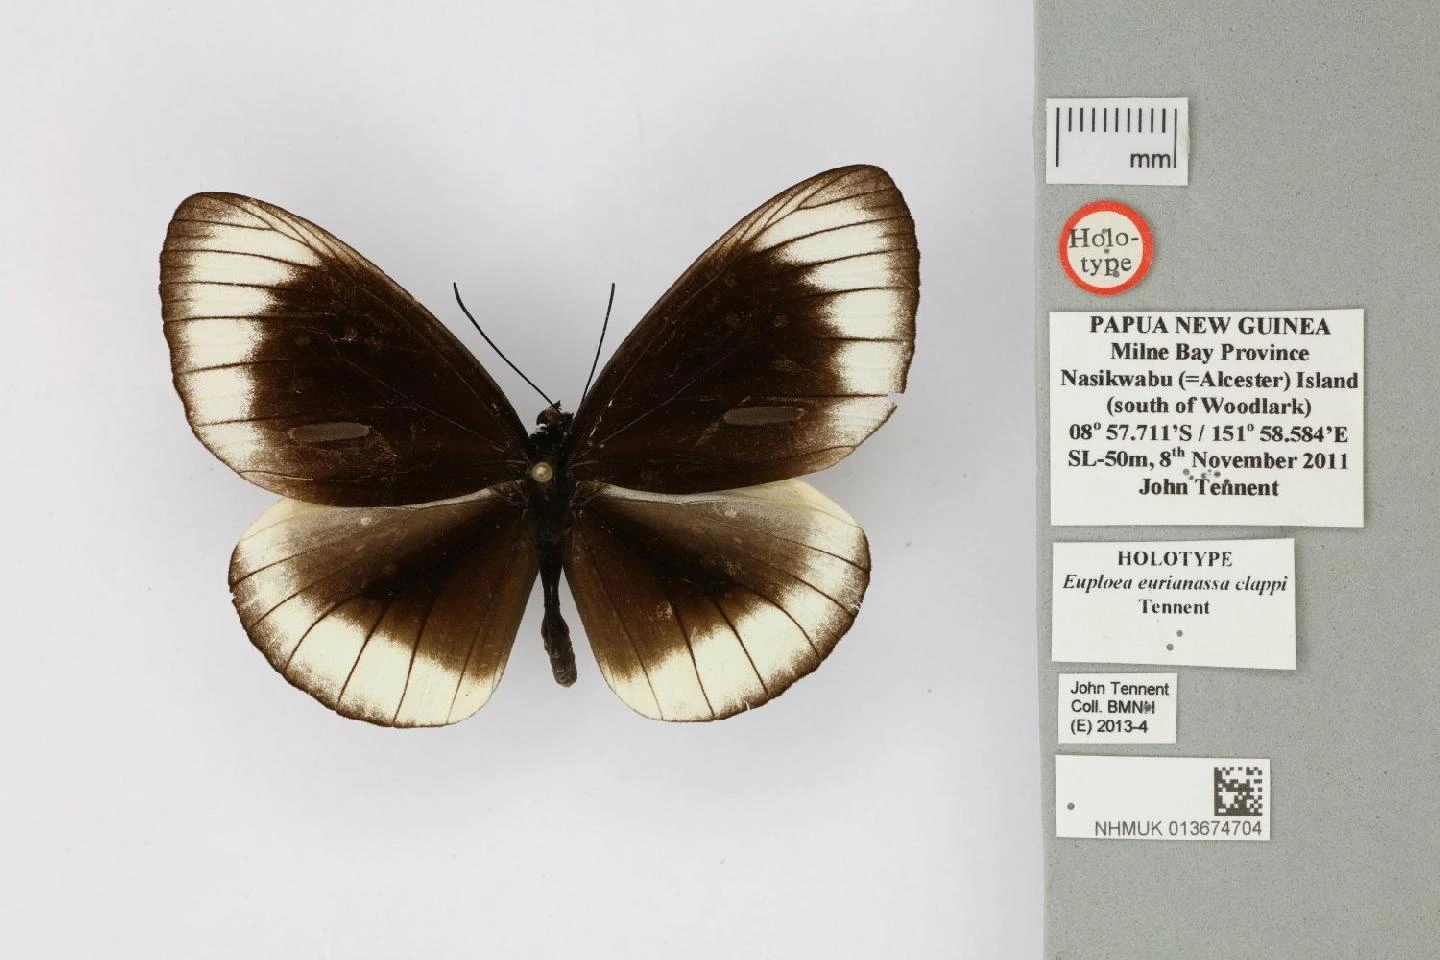 mm
Holo-
type
PAPUA NEW GUINEA
Milne Bay Province
Nasikwabu (=Alcester) Island
(south of Woodlark)
08° 57.711'S / 151° 58.584'E
SL-50m, 8th November 2011
John Tennent
HOLOTYPE
Euploea eurianassa clappi
Tennent
John Tennent
Coll. BMNH
(E) 2013-4
NHMUK 013674704